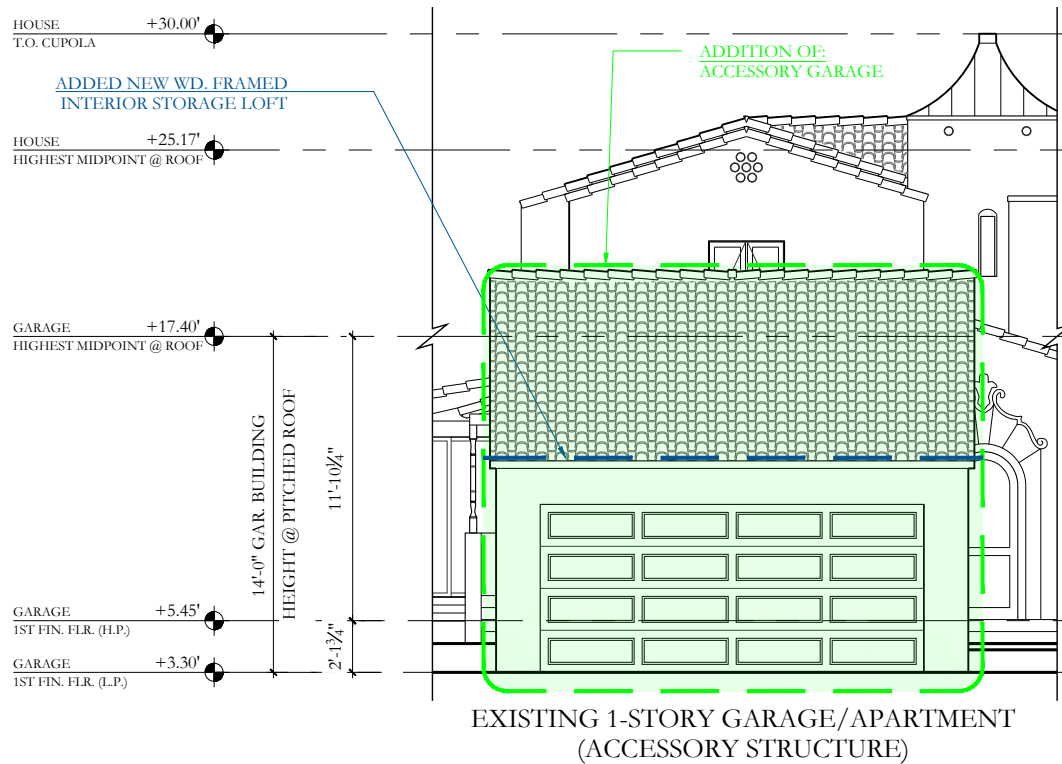 HOUSE +30.00'
T.O. CUPOLA
ADDITION OF:
ACCESSORY GARAGE
ADDED NEW WD. FRAMED
INTERIOR STORAGE LOFT
HOUSE +25.17'
HIGHEST MIDPOINT @ ROOF
GARAGE +17.40'
HIGHEST MIDPOINT @ ROOF
14'-0" GAR. BUILDING
HEIGHT @ PITCHED ROOF
11'-10¼"
GARAGE +5.45'
1ST FIN. FLR. (H.P.)
2'-1¾"
GARAGE +3.30'
1ST FIN. FLR. (L.P.)
EXISTING 1-STORY GARAGE/APARTMENT
(ACCESSORY STRUCTURE)